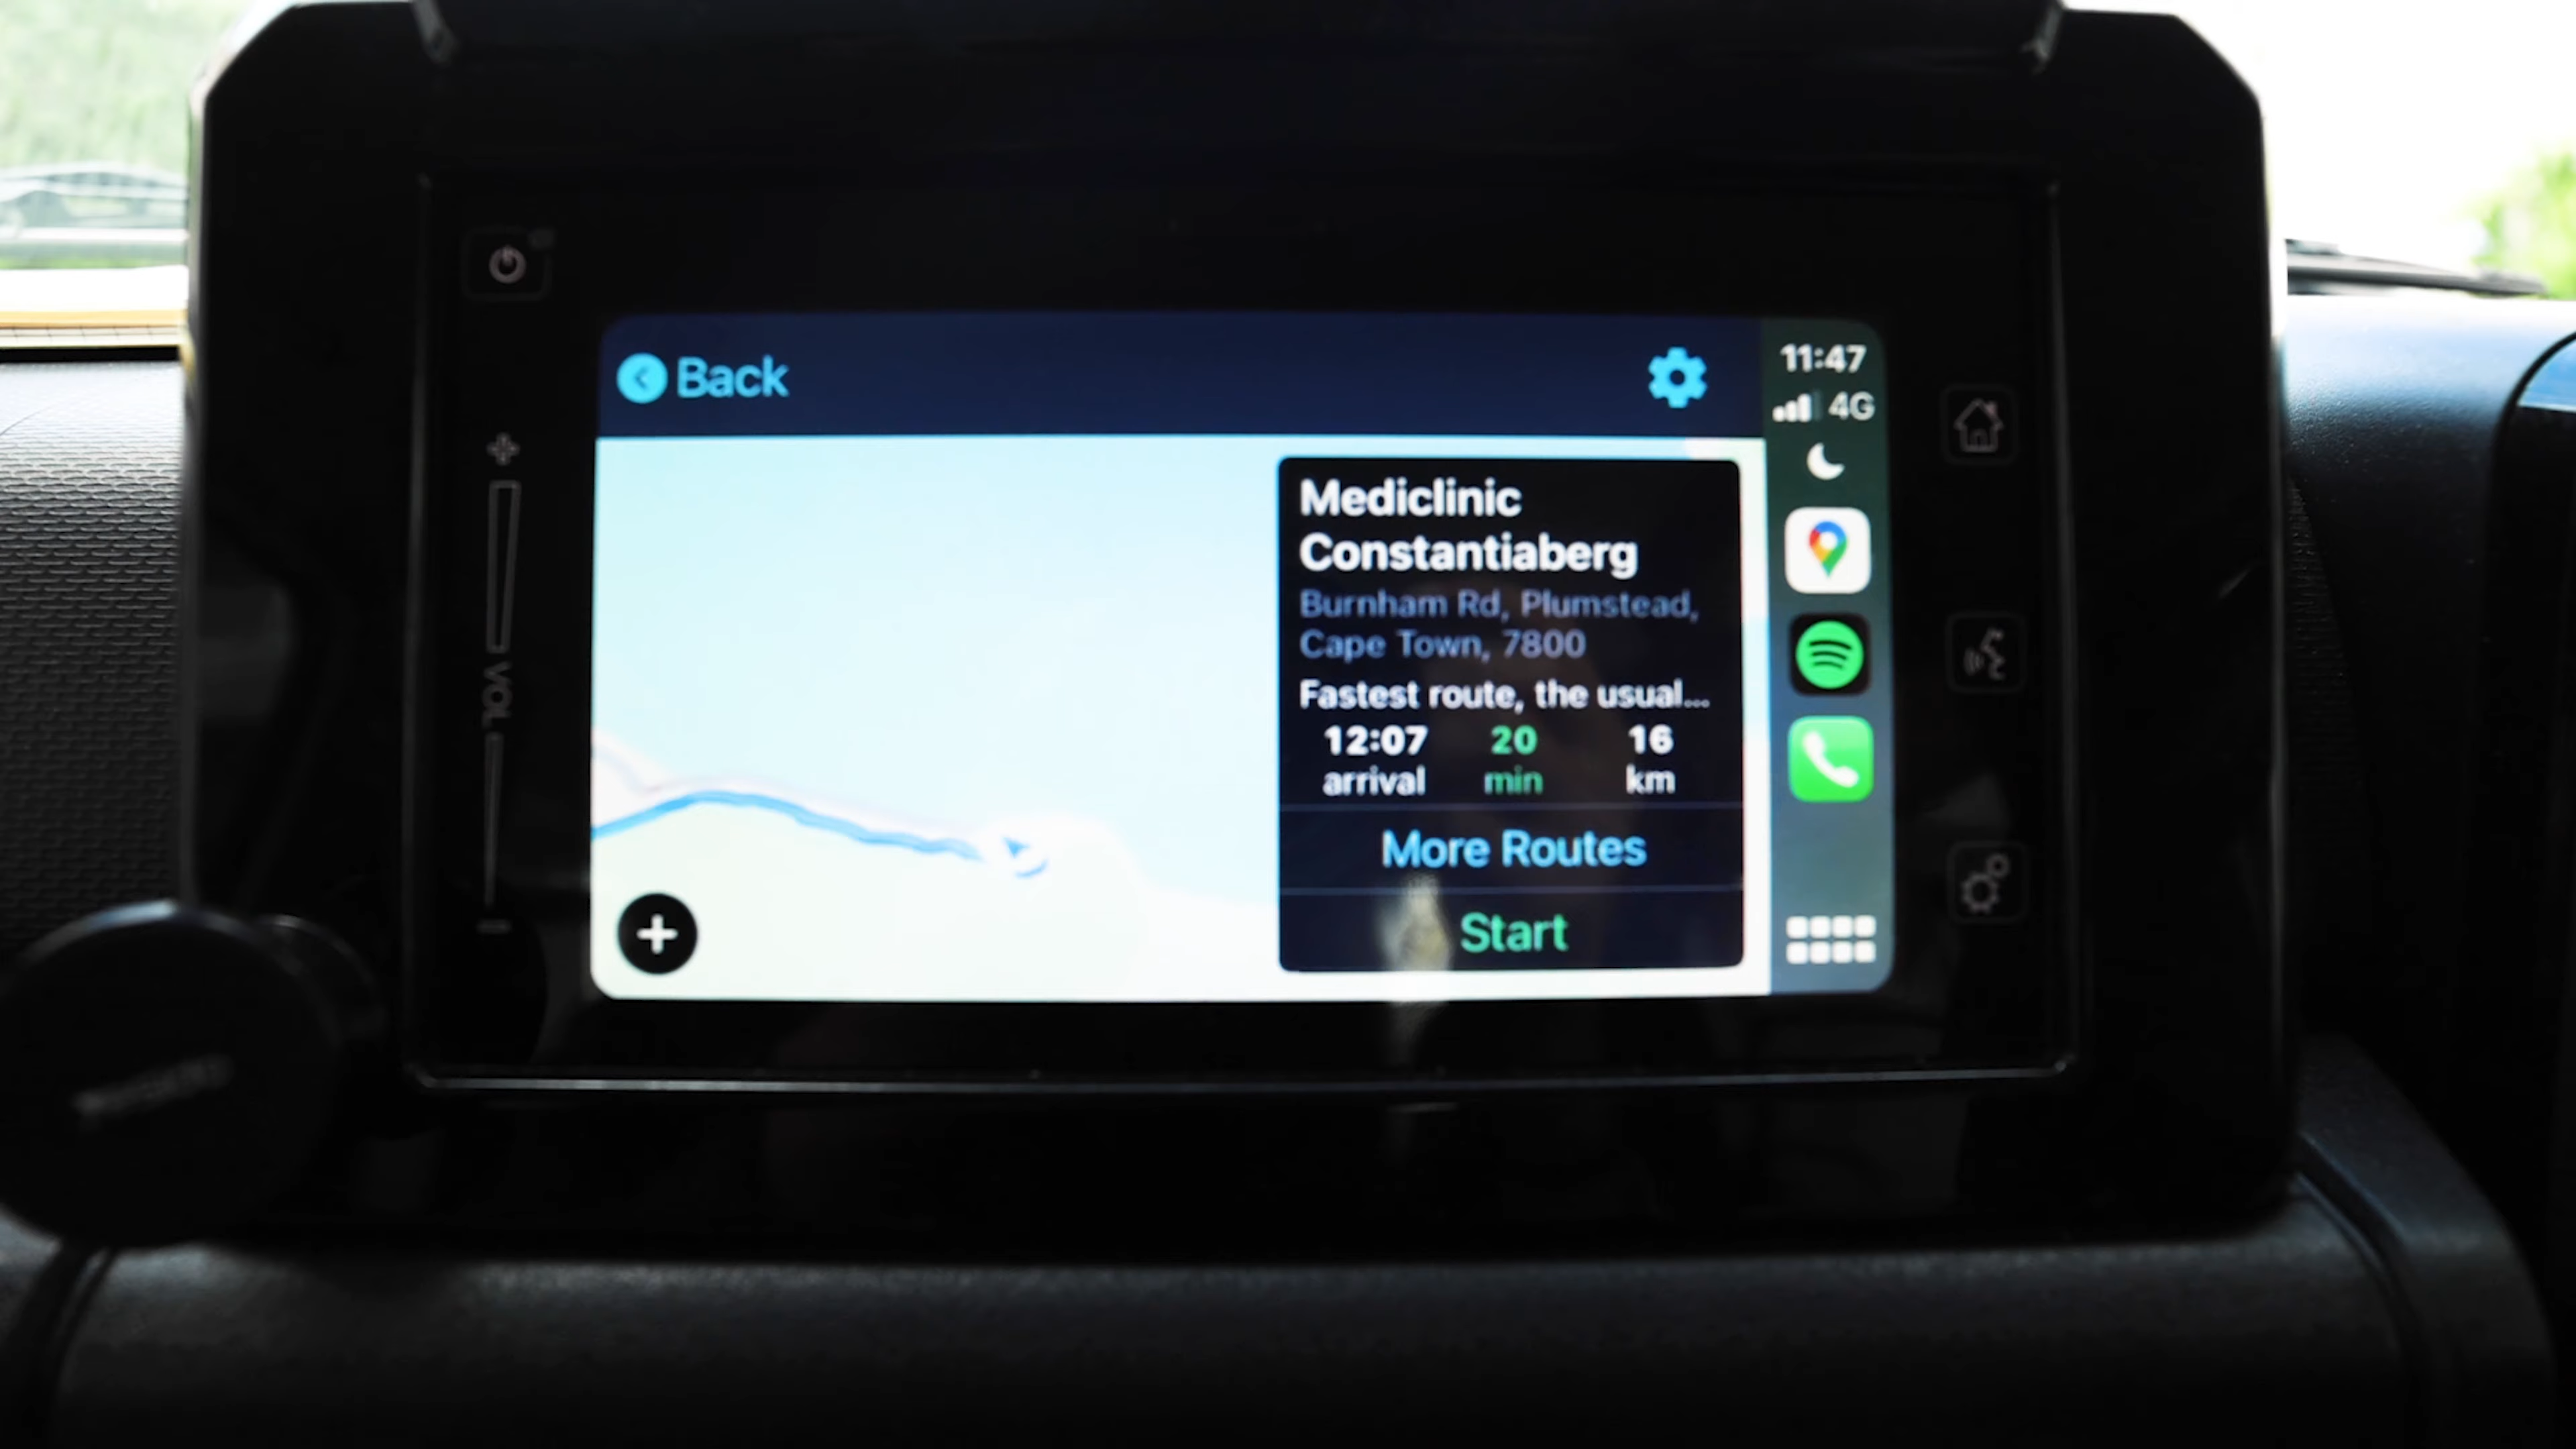 Back
11:47
4G
Mediclinic
Constantiaberg
Burnham Rd, Plumstead,
Cape Town, 7800
Fastest route, the usual...
12:07 20 16
arrival min km
More Routes
Start
VOL